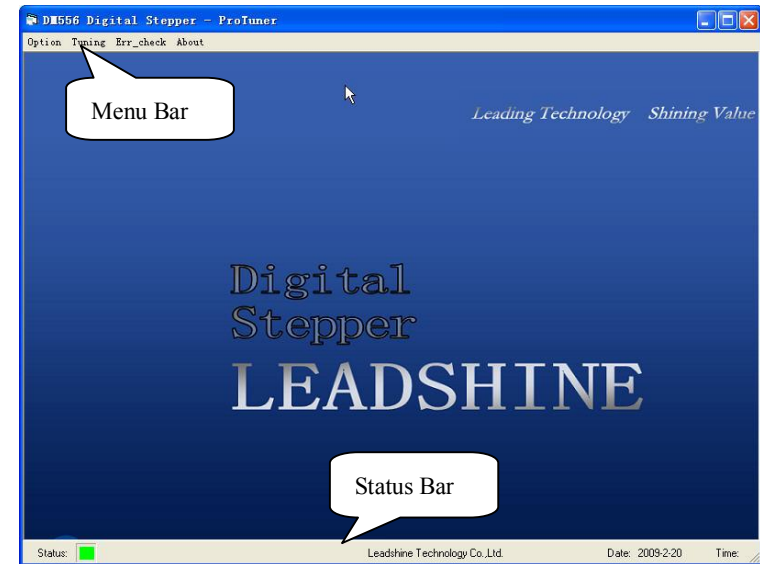 DM556 Digital Stepper - ProTuner
Option Tuning Err_check About
Menu Bar
Leading Technology Shining Value
Digital
Stepper
LEADSHINE
Status Bar
Status: Leadshine Technology Co.,Ltd. Date: 2009-2-20 Time: